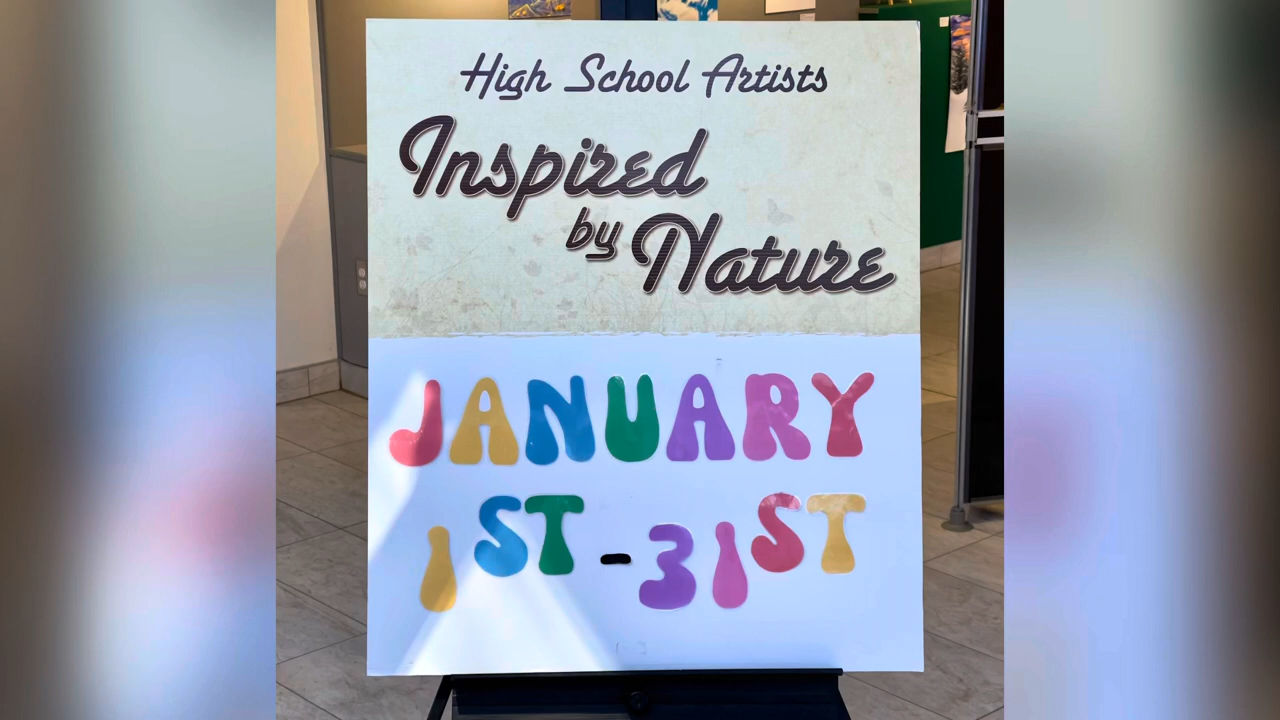 High School Artists
Inspired
by Nature
JANUARY
1ST-31ST